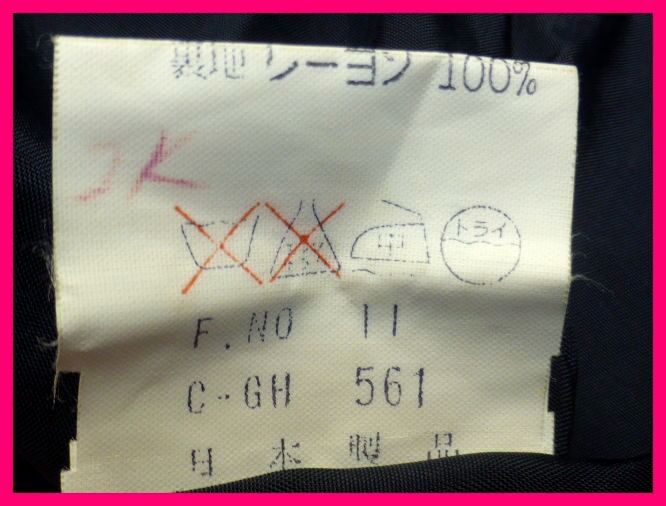 裏地 レーヨン 100%
中 ドライ
F.NO 11
C-GH 561
日本製品